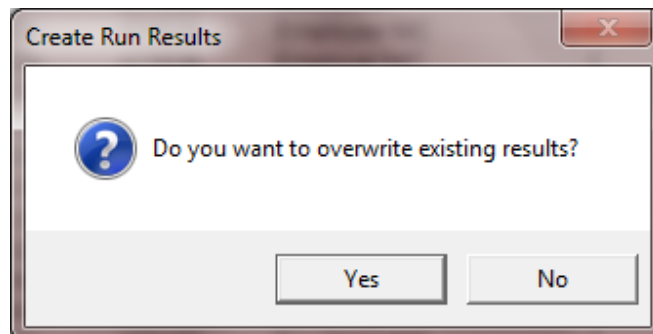 Create Run Results
Do you want to overwrite existing results?
Yes
No